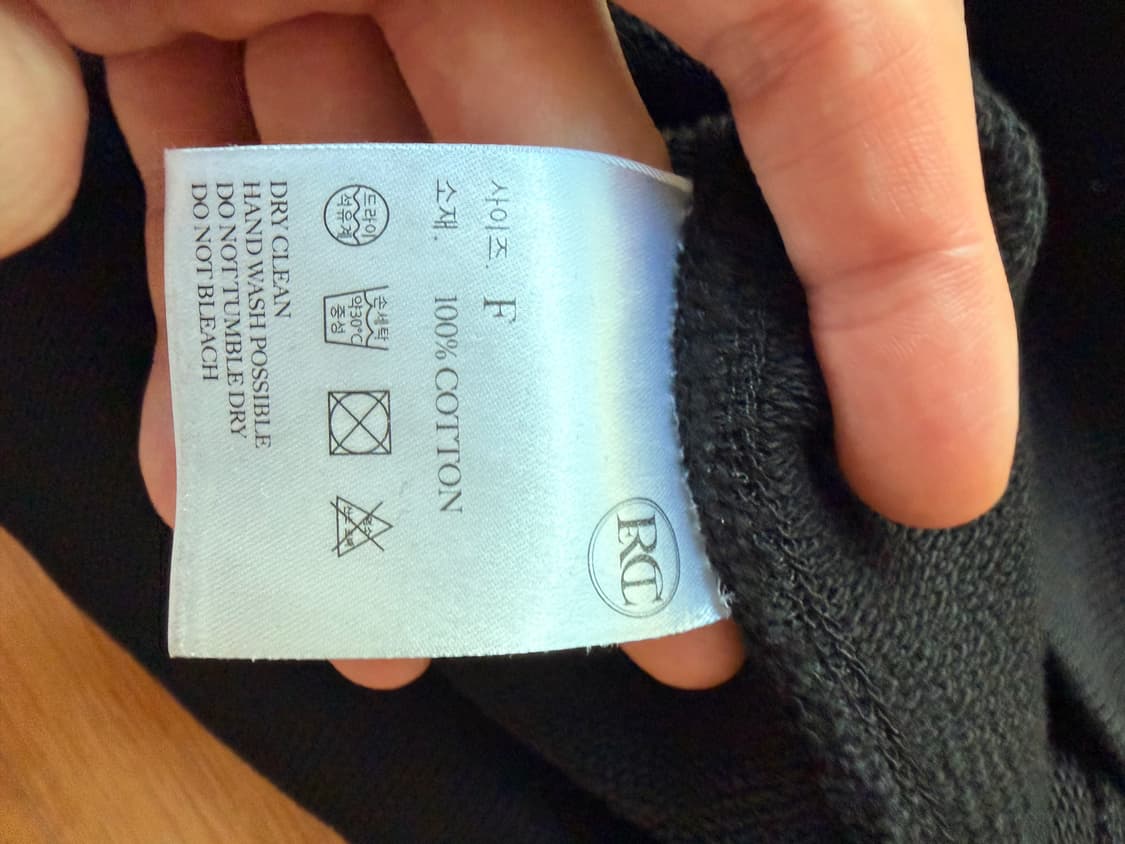 사이즈. F
소재. 100% COTTON
드라이
석유계
손세탁
약30°C
중성
DRY CLEAN
HAND WASH POSSIBLE
DO NOT TUMBLE DRY
DO NOT BLEACH